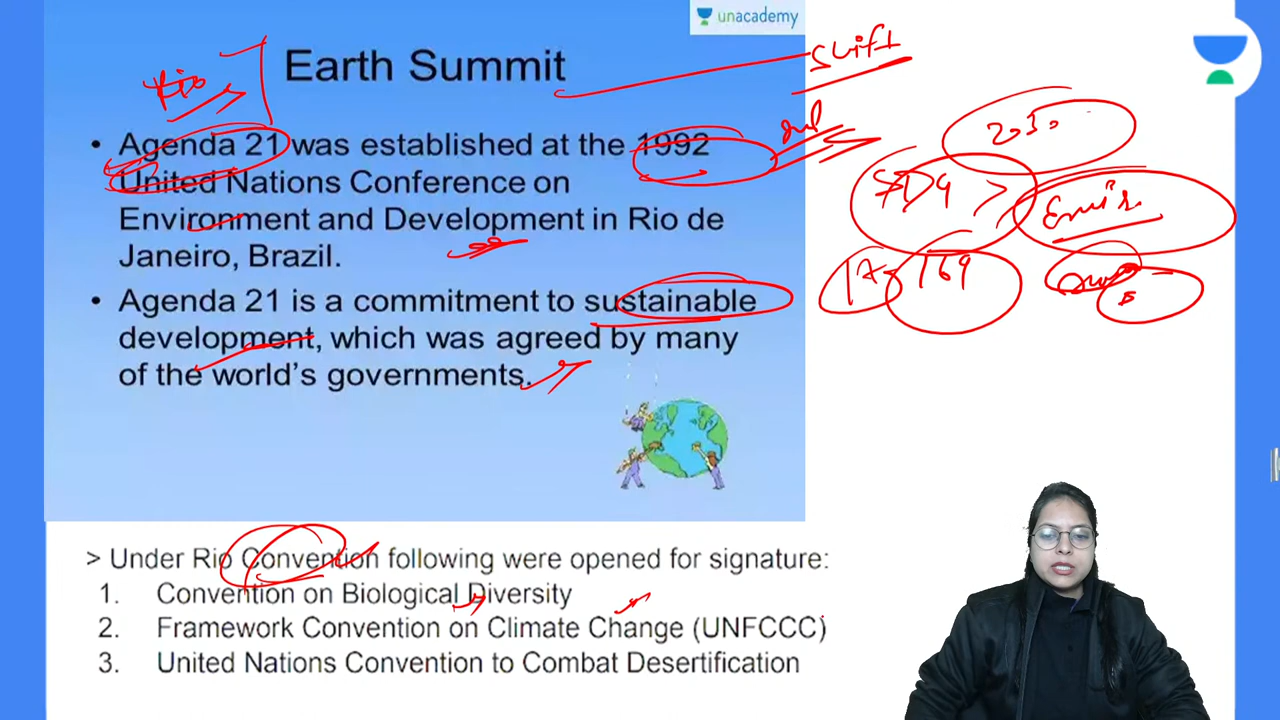 unacademy
Earth Summit
Shift
Rio
• Agenda 21 was established at the 1992
United Nations Conference on
Environment and Development in Rio de
Janeiro, Brazil.
• Agenda 21 is a commitment to sustainable
development, which was agreed by many
of the world's governments.
2030
SDG >
17 169
> Under Rio Convention following were opened for signature:
1. Convention on Biological Diversity
2. Framework Convention on Climate Change (UNFCCC)
3. United Nations Convention to Combat Desertification